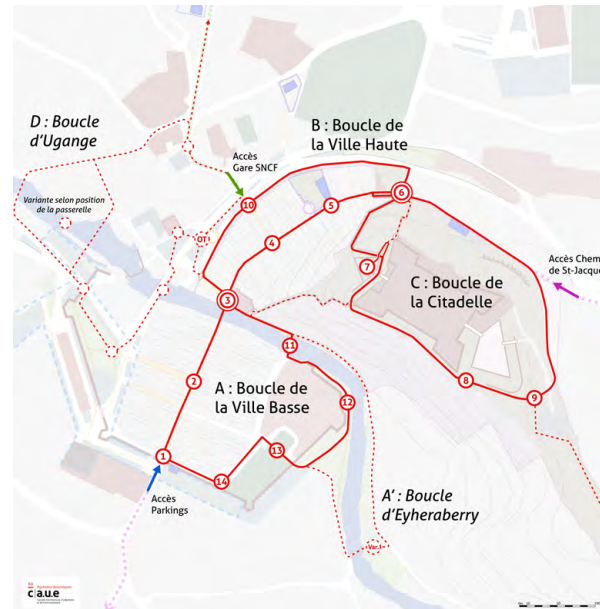 D : Boucle
d'Ugange
B : Boucle de
la Ville Haute
Accès
Gare SNCF
Variante selon position
de la passerelle
OT
10
5
6
4
7
Accès Chem
de St-Jacque
3
C : Boucle de
la Citadelle
11
2
A : Boucle de
la Ville Basse
8
9
12
1
13
14
Accès
Parkings
A' : Boucle
d'Eyheraberry
Var.
c|a.u.e